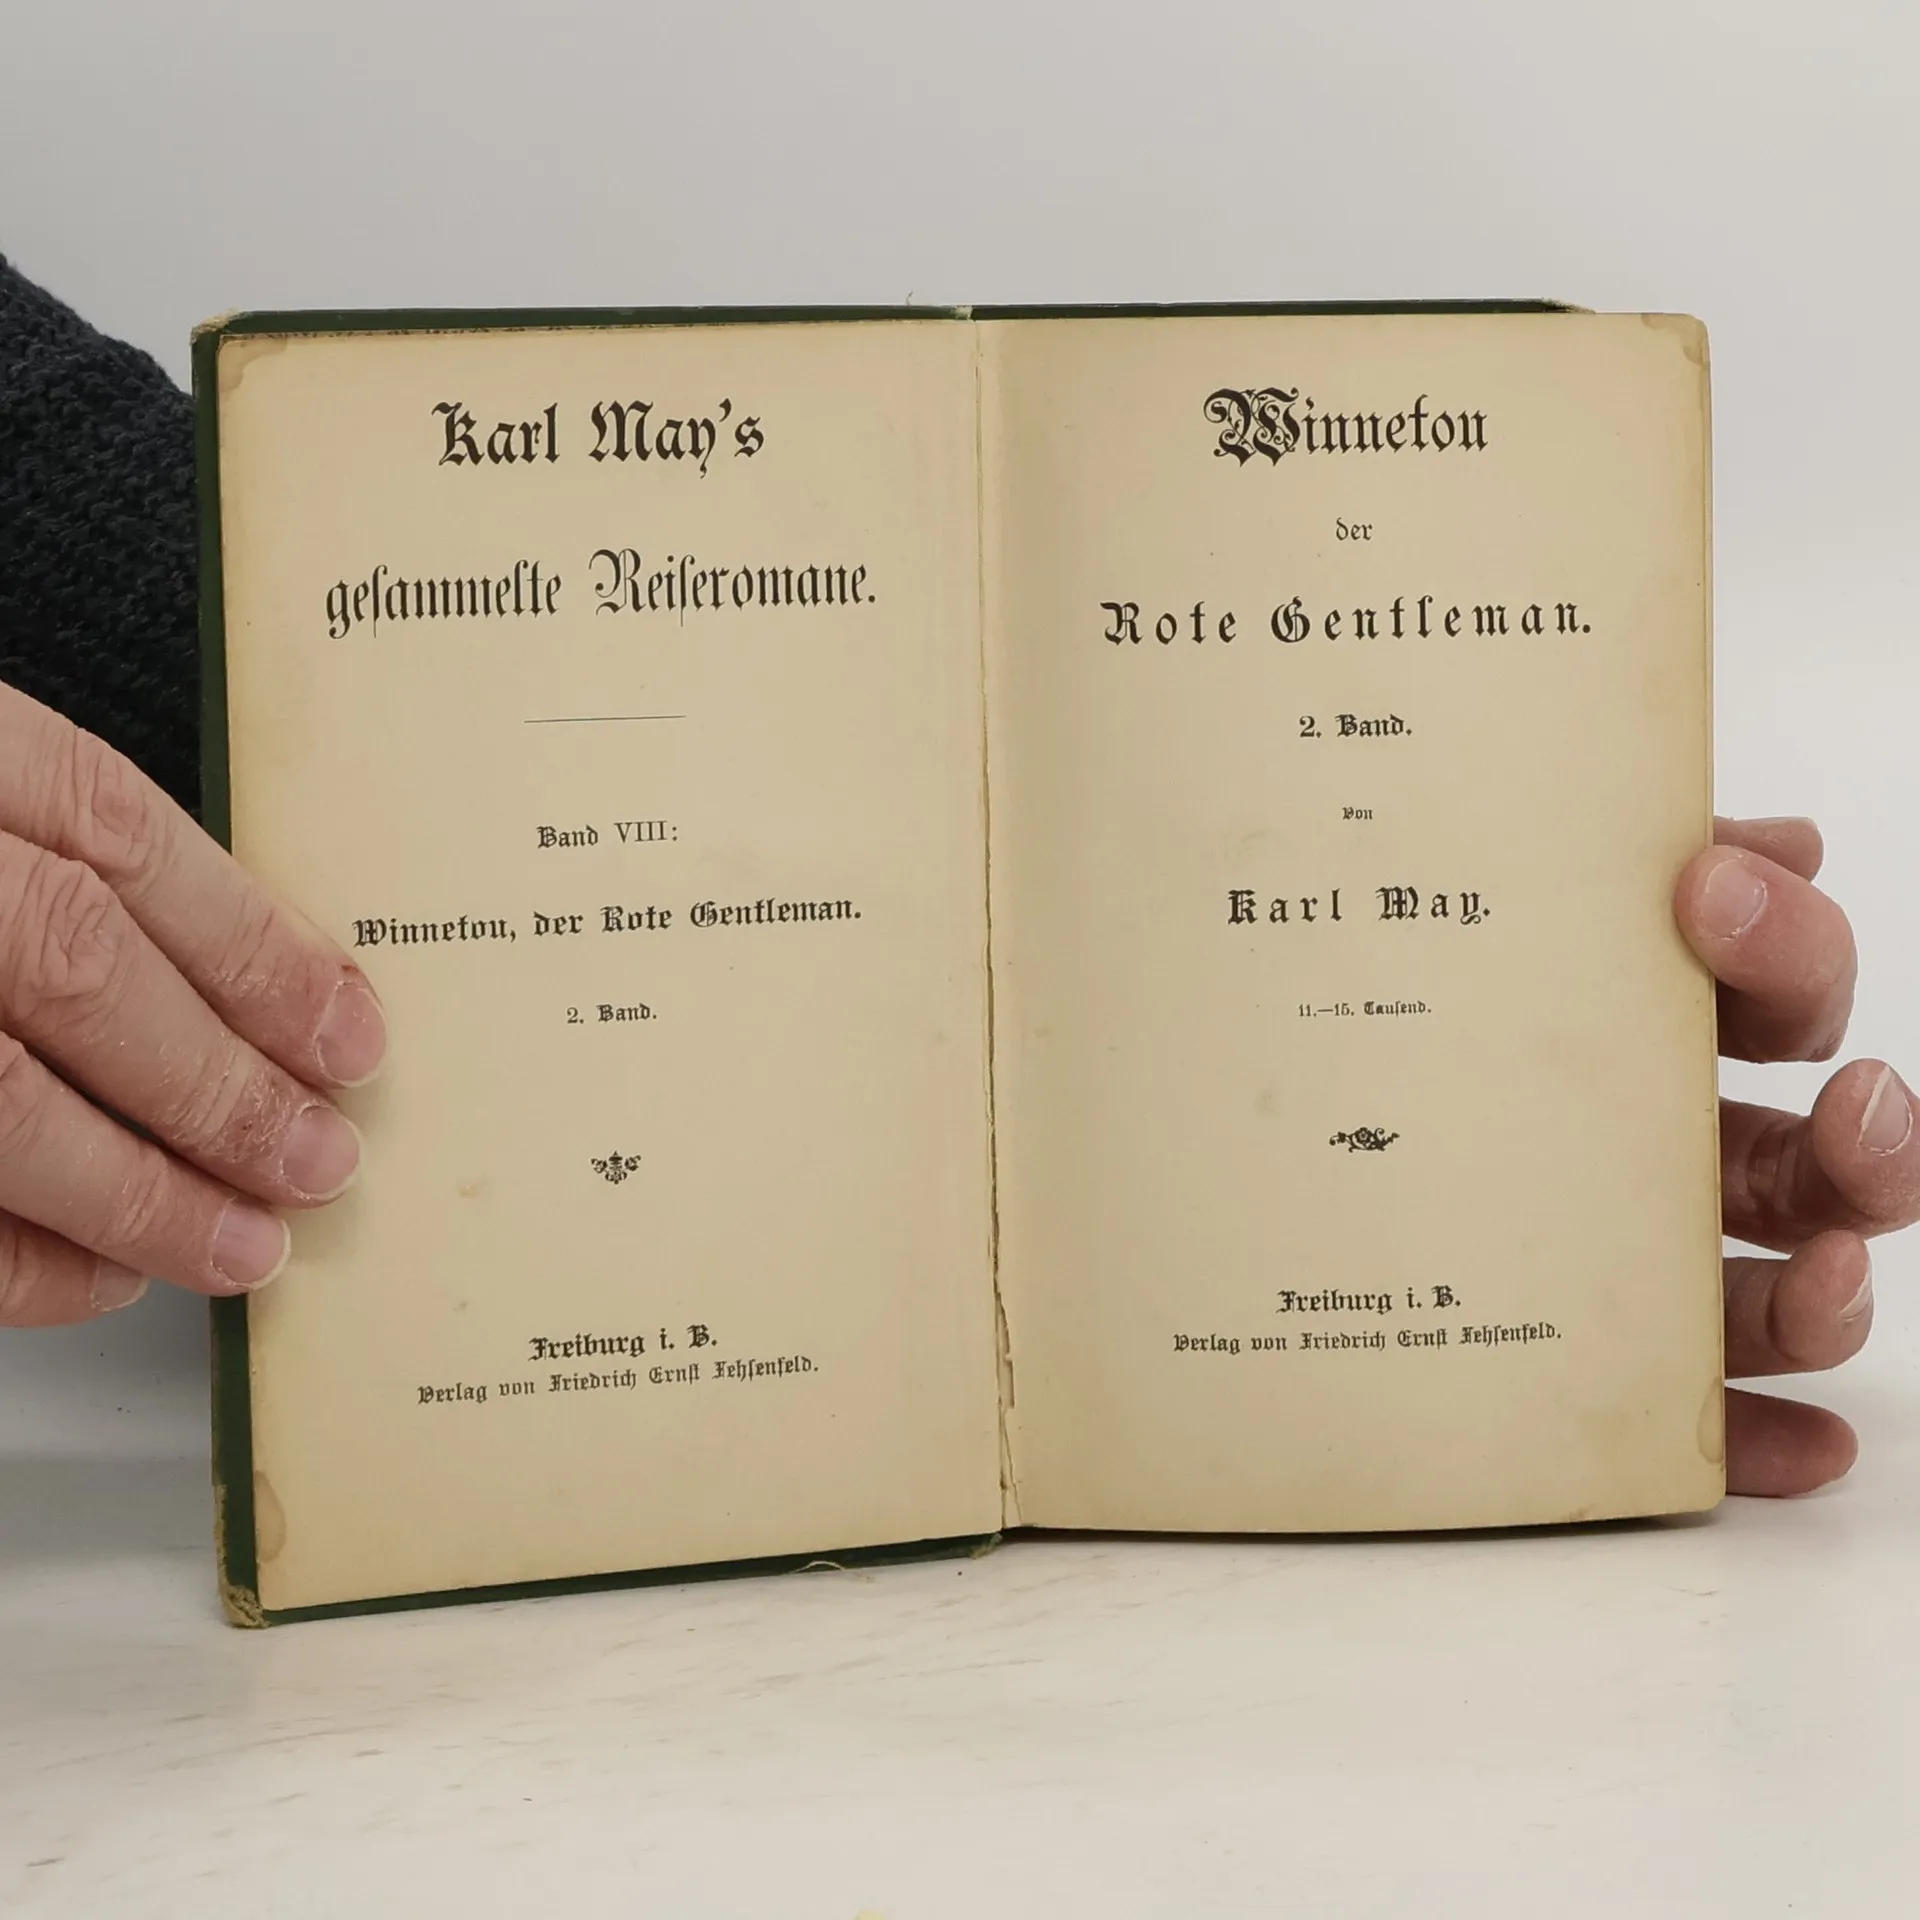 Karl May's
gesammelte Reiseromane.
Band VIII:
Winnetou, der Rote Gentleman.
2. Band.
Freiburg i. B.
Verlag von Friedrich Ernst Fehsenfeld.
Winnetou
der
Rote Gentleman.
2. Band.
Von
Karl May.
11.—15. Tausend.
Freiburg i. B.
Verlag von Friedrich Ernst Fehsenfeld.